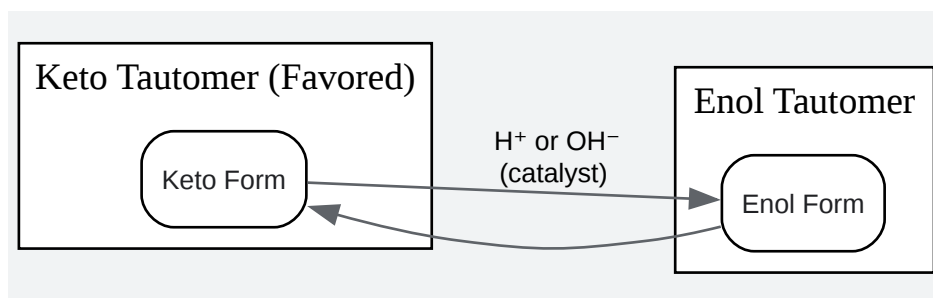 Keto Tautomer (Favored)
Keto Form
H⁺ or OH⁻
(catalyst)
Enol Tautomer
Enol Form